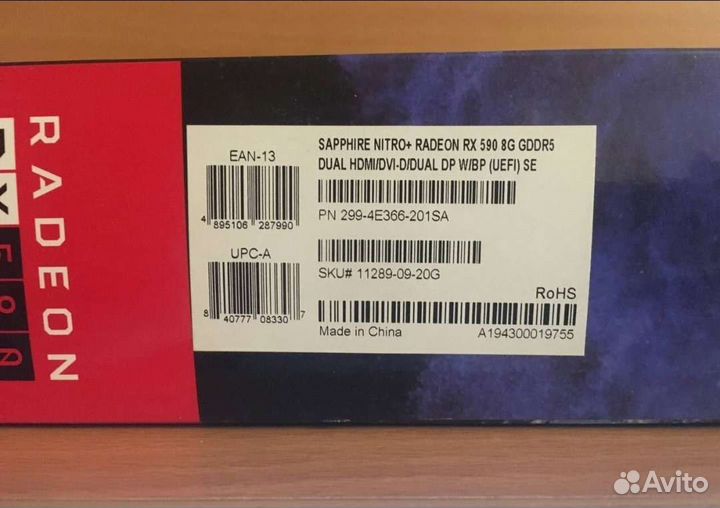 RADEON
RX
590
SAPPHIRE NITRO+ RADEON RX 590 8G GDDR5
DUAL HDMI/DVI-D/DUAL DP W/BP (UEFI) SE
EAN-13
4 895106 287990
PN 299-4E366-201SA
UPC-A
8 40777 08330 7
SKU# 11289-09-20G
RoHS
Made in China
A194300019755
Avito